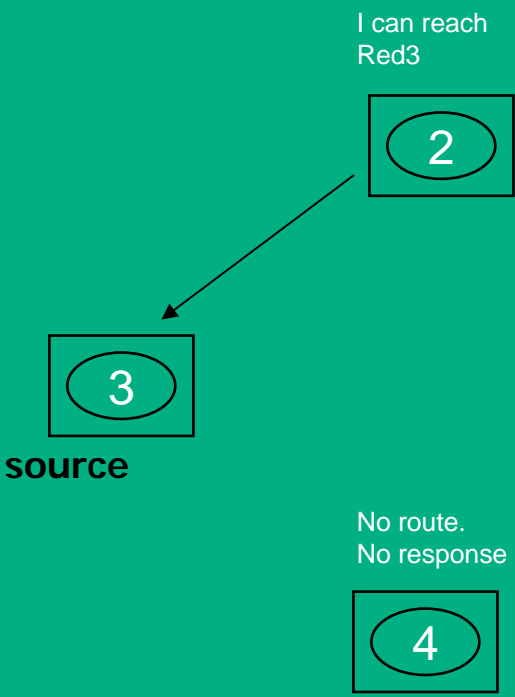 I can reach
Red3
2
3
source
No route.
No response
4